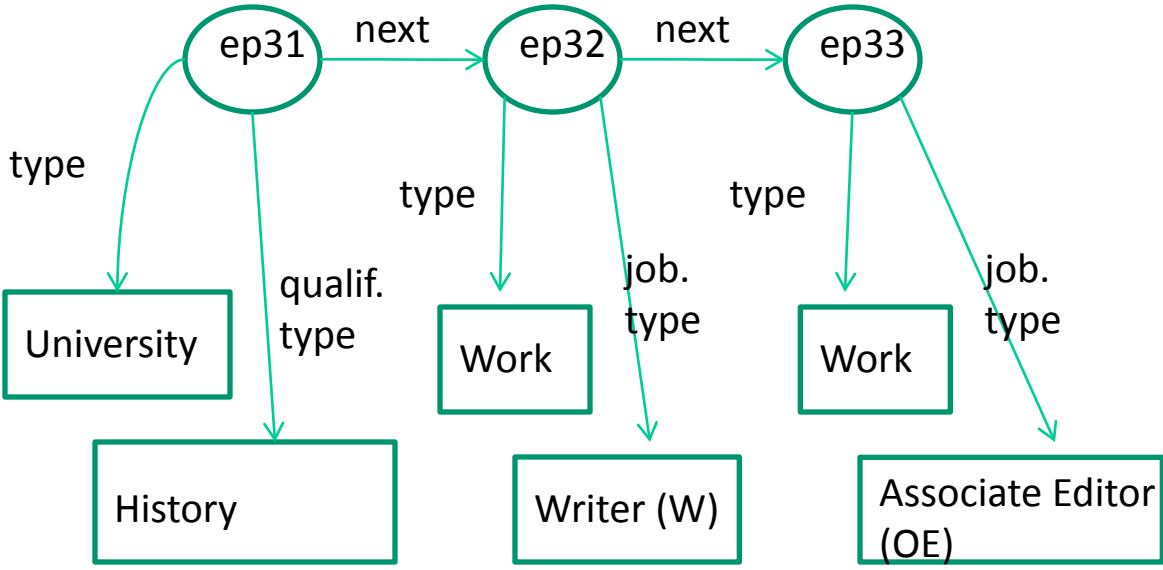 ep31
next
ep32
next
ep33
type
type
type
qualif.
type
job.
type
job.
type
University
Work
Work
History
Writer (W)
Associate Editor
(OE)